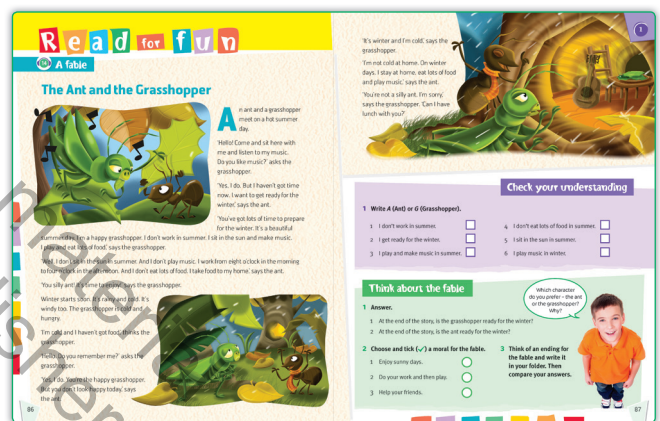 Read for fun
A fable
The Ant and the Grasshopper
An ant and a grasshopper
meet on a hot summer
day.
'Hello! Come and sit here with
me and listen to my music.
Do you like music?' asks the
grasshopper.
'Yes, I do. But I haven't got time
now. I want to get ready for the
winter,' says the ant.
'You've got lots of time to prepare
for the winter. It's a beautiful
summer day. I'm a happy grasshopper. I don't work in summer. I sit in the sun and make music.
I play and eat lots of food,' says the grasshopper.
'Well, I don't sit in the sun in summer. And I don't play music. I work from eight o'clock in the morning
to four o'clock in the afternoon. And I don't eat lots of food. I take food to my home,' says the ant.
'You silly ant! It's time to enjoy!' says the grasshopper.
Winter starts soon. It's rainy and cold. It's
windy too. The grasshopper is cold and
hungry.
'I'm cold and I haven't got food,' thinks the
grasshopper.
'Hello. Do you remember me?' asks the
grasshopper.
'Yes, I do. You're the happy grasshopper.
But you don't look happy today,' says
the ant.
86
1
'It's winter and I'm cold,' says the
grasshopper.
'I'm not cold at home. On winter
days, I stay at home, eat lots of food
and play music,' says the ant.
'You're not a silly ant. I'm sorry,'
says the grasshopper. 'Can I have
lunch with you?'
Check your understanding
1 Write A (Ant) or G (Grasshopper).
1 I don't work in summer.
2 I get ready for the winter.
3 I play and make music in summer.
4 I don't eat lots of food in summer.
5 I sit in the sun in summer.
6 I play music in winter.
Think about the fable
1 Answer.
1 At the end of the story, is the grasshopper ready for the winter?
2 At the end of the story, is the ant ready for the winter?
2 Choose and tick (✓) a moral for the fable.
1 Enjoy sunny days.
2 Do your work and then play.
3 Help your friends.
3 Think of an ending for
the fable and write it
in your folder. Then
compare your answers.
Which character
do you prefer – the ant
or the grasshopper?
Why?
87